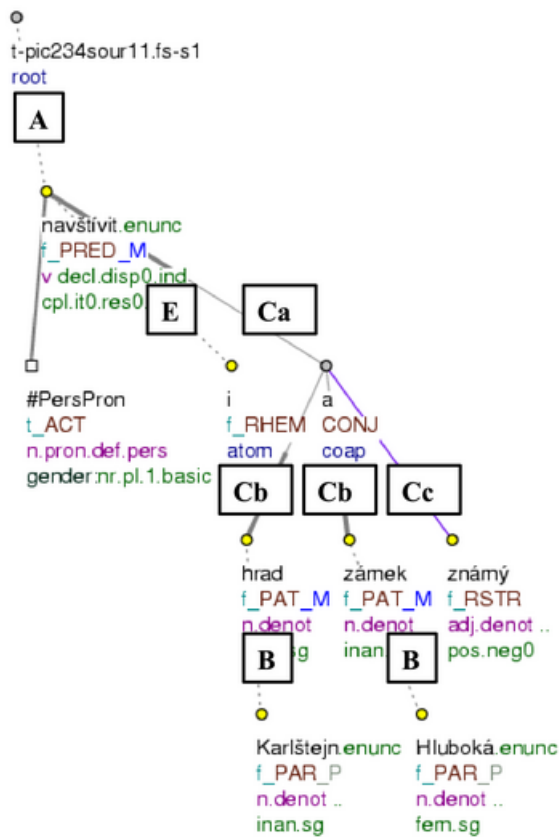 t-pic234sour11.fs-s1
root
A
navštívit.enunc
f_PRED_M
v decl.disp0.ind.
cpl.it0.res0.
E
Ca
#PersPron
t_ACT
n.pron.def.pers
gender:nr.pl.1.basic
i
f_RHEM
atom
a
CONJ
coap
Cb
Cb
Cc
hrad
f_PAT_M
n.denot
sg
zámek
f_PAT_M
n.denot
inan.
známý
f_RSTR
adj.denot ..
pos.neg0
B
B
Karlštejn.enunc
f_PAR_P
n.denot ..
inan.sg
Hluboká.enunc
f_PAR_P
n.denot ..
fem.sg